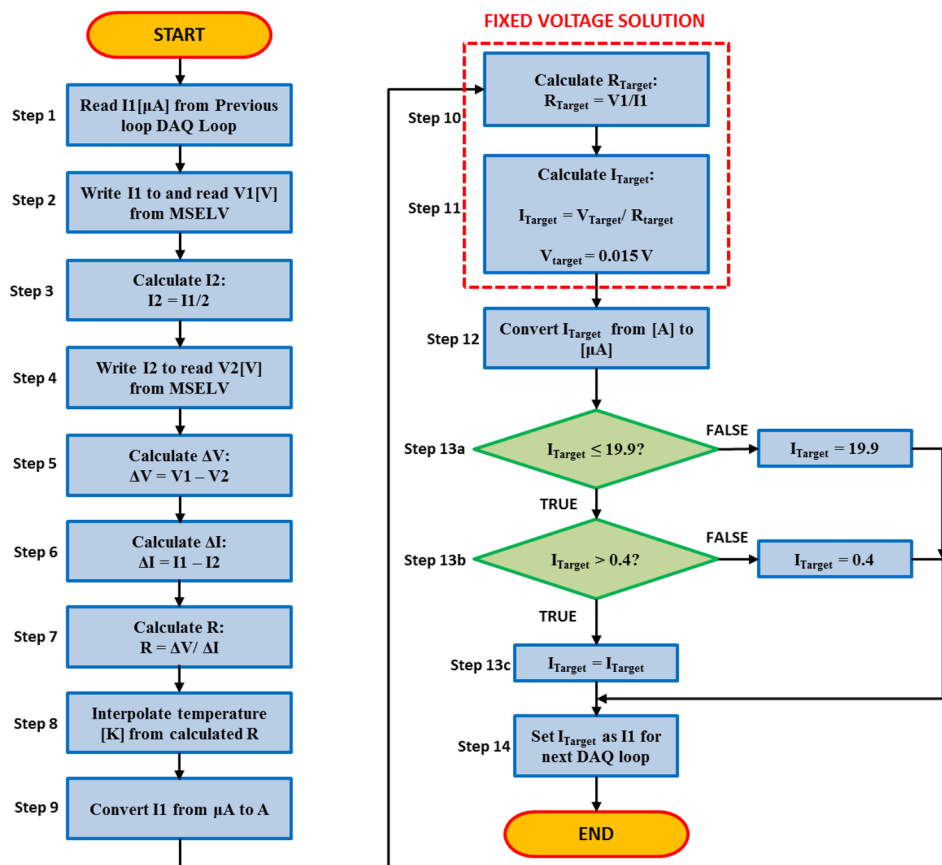 START
Step 1
Read I1[μA] from Previous
loop DAQ Loop
Step 2
Write I1 to and read V1[V]
from MSELV
Step 3
Calculate I2:
I2 = I1/2
Step 4
Write I2 to read V2[V]
from MSELV
Step 5
Calculate ΔV:
ΔV = V1 – V2
Step 6
Calculate ΔI:
ΔI = I1 – I2
Step 7
Calculate R:
R = ΔV/ ΔI
Step 8
Interpolate temperature
[K] from calculated R
Step 9
Convert I1 from μA to A
FIXED VOLTAGE SOLUTION
Step 10
Calculate RTarget:
RTarget = V1/I1
Step 11
Calculate ITarget:
ITarget = VTarget/ Rtarget
Vtarget = 0.015 V
Step 12
Convert ITarget from [A] to
[μA]
Step 13a
ITarget ≤ 19.9?
FALSE
ITarget = 19.9
TRUE
Step 13b
ITarget > 0.4?
FALSE
ITarget = 0.4
TRUE
Step 13c
ITarget = ITarget
Step 14
Set ITarget as I1 for
next DAQ loop
END